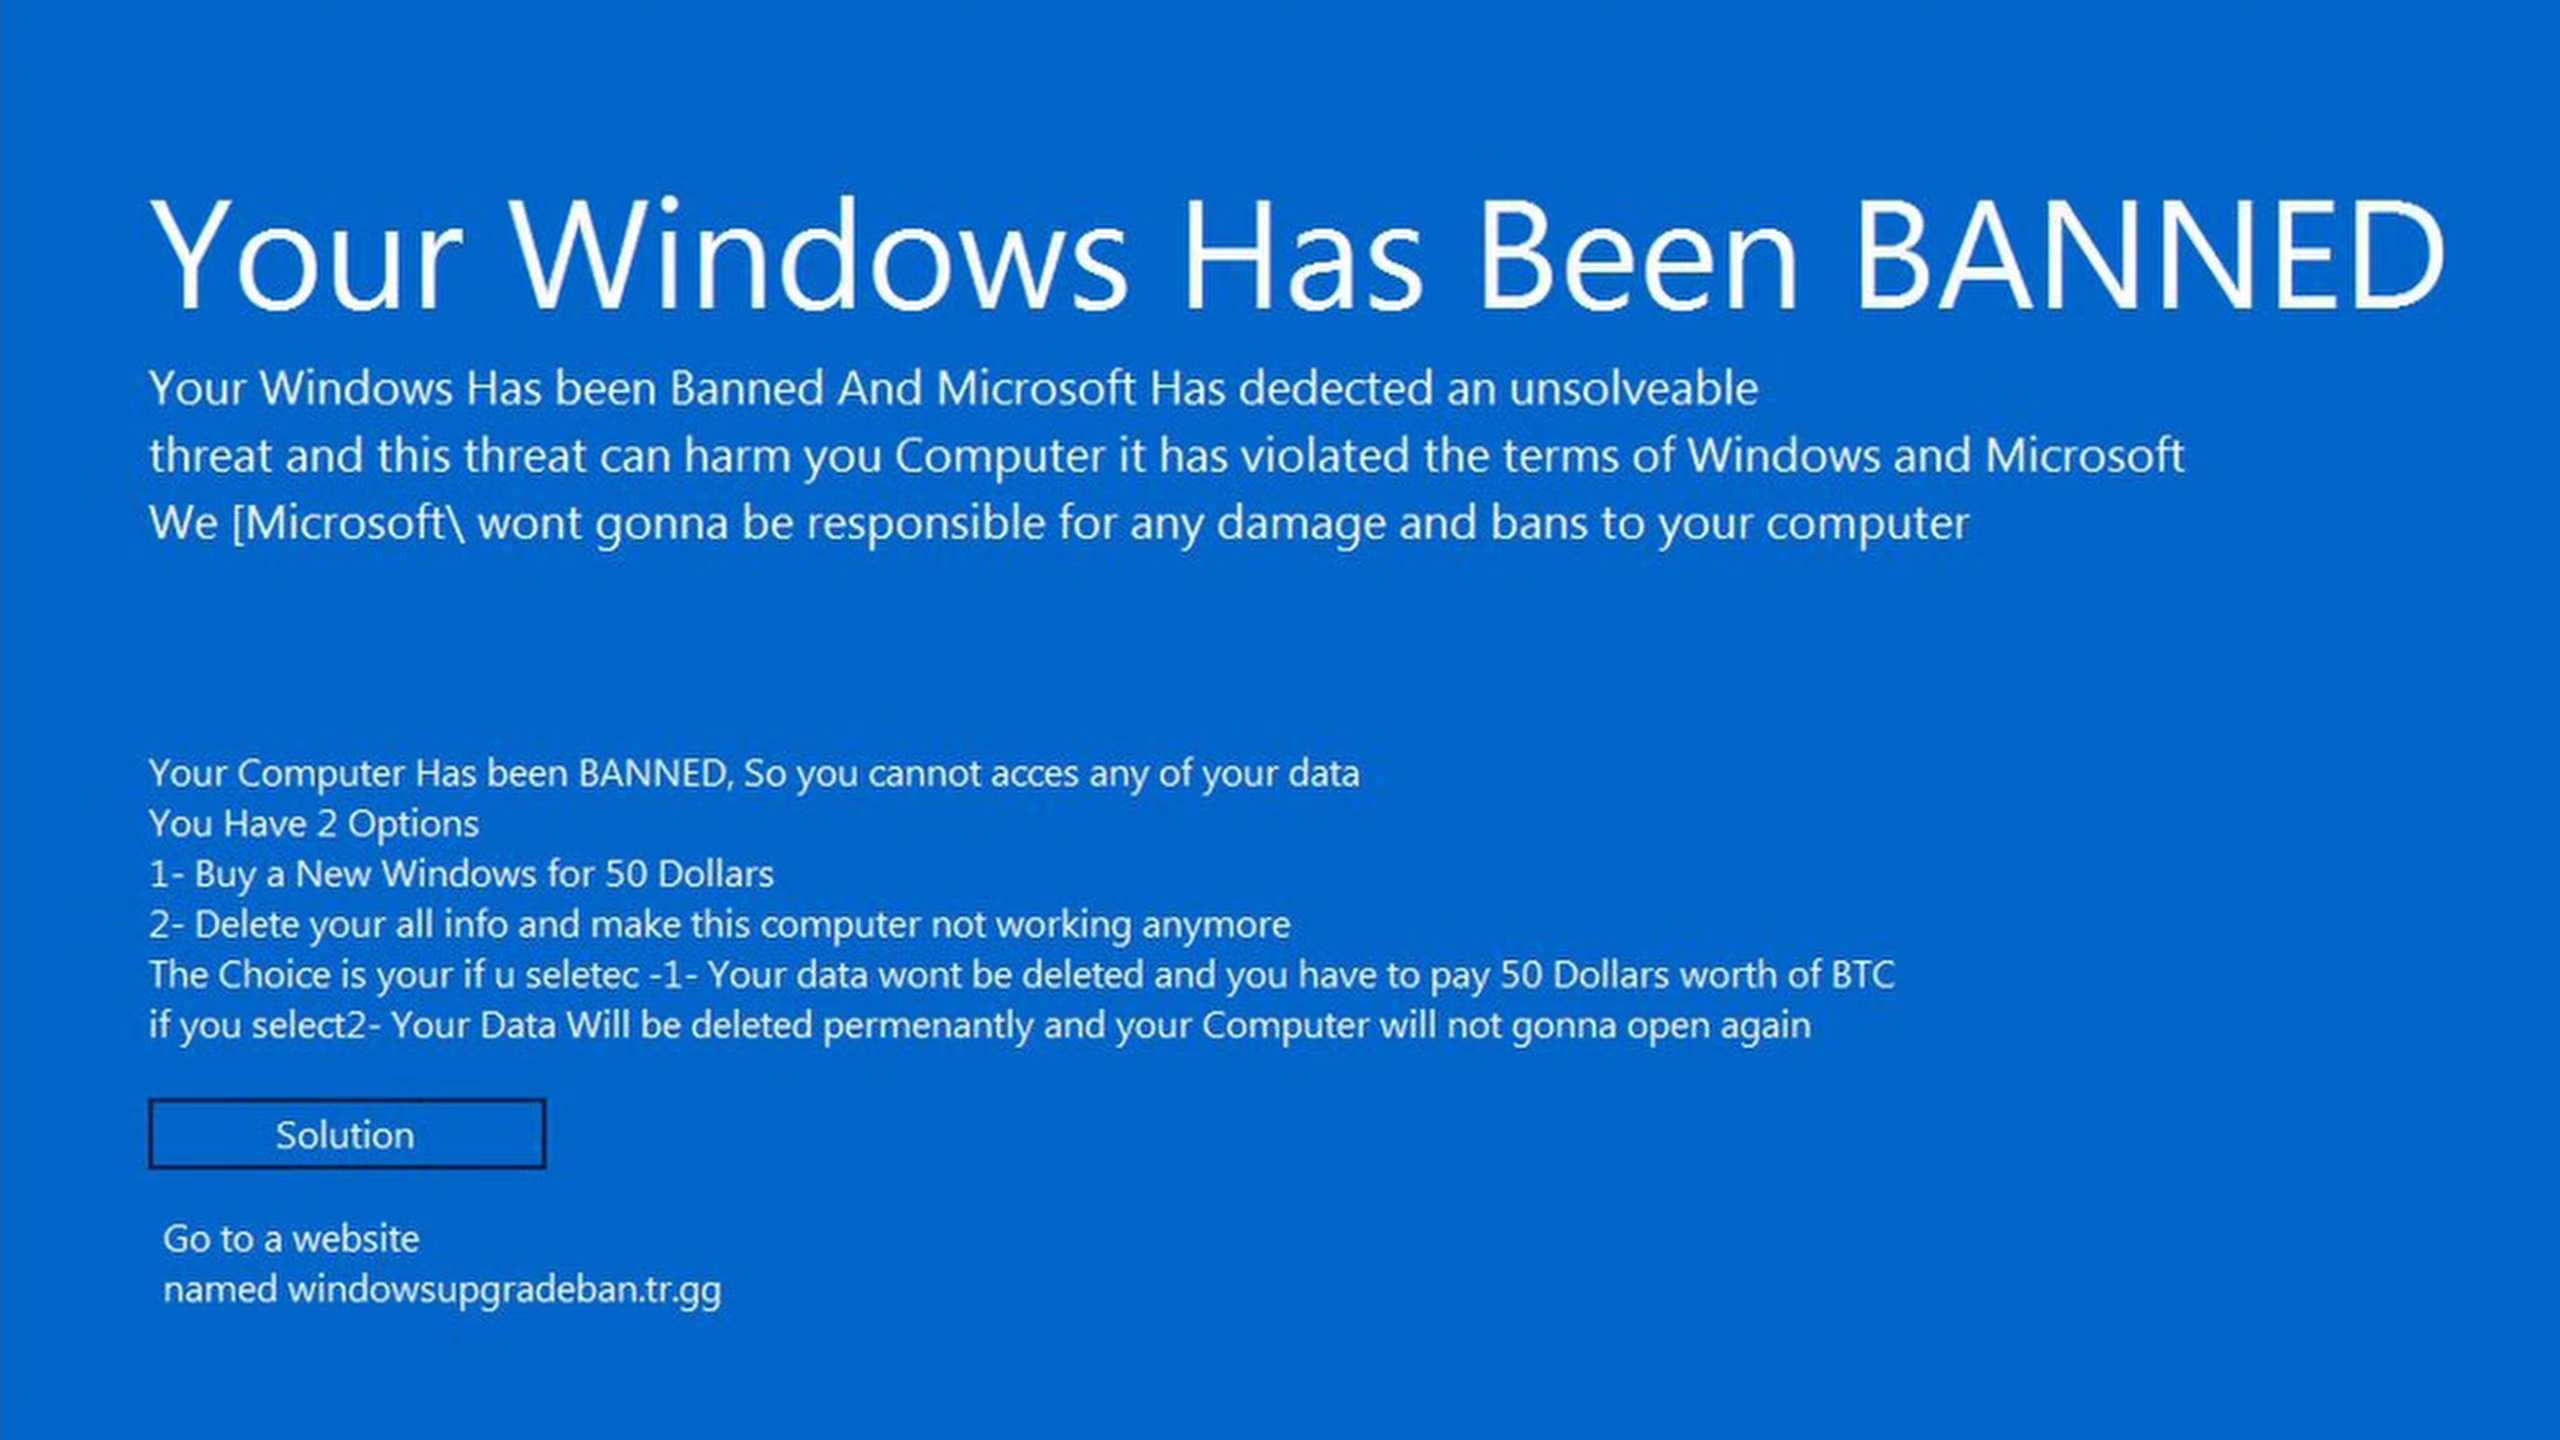 Your Windows Has Been BANNED
Your Windows Has been Banned And Microsoft Has dedected an unsolveable
threat and this threat can harm you Computer it has violated the terms of Windows and Microsoft
We [Microsoft\ wont gonna be responsible for any damage and bans to your computer
Your Computer Has been BANNED, So you cannot acces any of your data
You Have 2 Options
1- Buy a New Windows for 50 Dollars
2- Delete your all info and make this computer not working anymore
The Choice is your if u seletec -1- Your data wont be deleted and you have to pay 50 Dollars worth of BTC
if you select2- Your Data Will be deleted permenantly and your Computer will not gonna open again
Solution
Go to a website
named windowsupgradeban.tr.gg